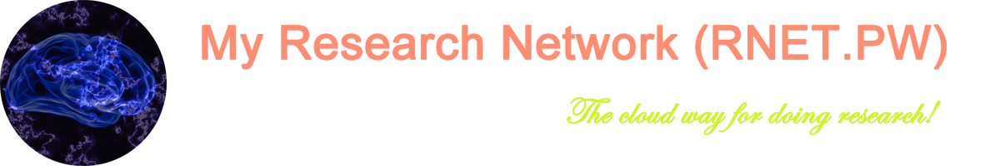 My Research Network (RNET.PW)
The cloud way for doing research!